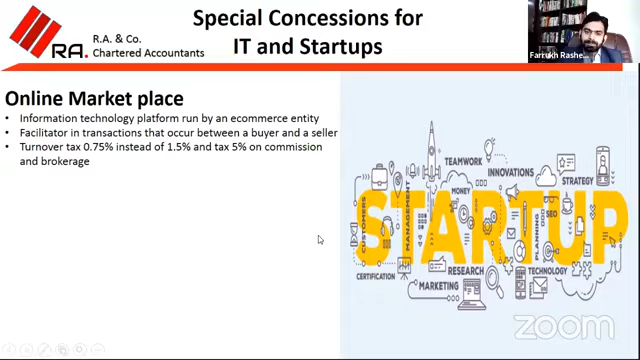 Special Concessions for
IT and Startups
RA.
R.A. & Co.
Chartered Accountants
Farrukh Rashe...
Online Market place
• Information technology platform run by an ecommerce entity
• Facilitator in transactions that occur between a buyer and a seller
• Turnover tax 0.75% instead of 1.5% and tax 5% on commission
and brokerage
TEAMWORK
INNOVATIONS
STRATEGY
MONEY
CUSTOMERS
MANAGEMENT
PLANNING
SEO
STARTUP
CERTIFICATION
RESEARCH
TECHNOLOGY
MARKETING
zoom